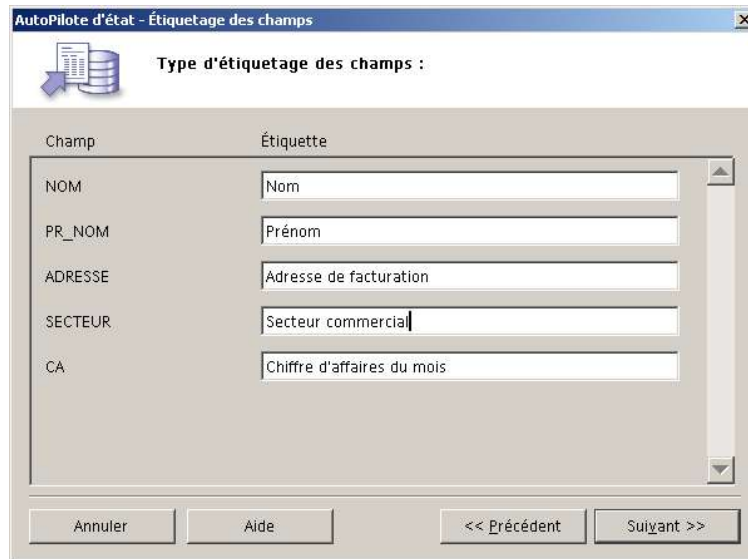 AutoPilote d'état - Étiquetage des champs
Type d'étiquetage des champs :
Champ Étiquette
NOM Nom
PR_NOM Prénom
ADRESSE Adresse de facturation
SECTEUR Secteur commercial
CA Chiffre d'affaires du mois
Annuler Aide << Précédent Suivant >>